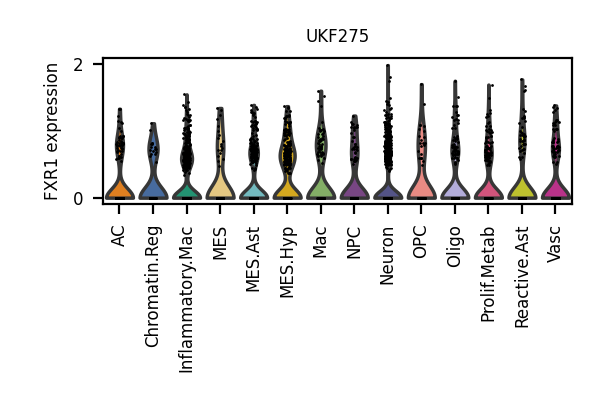 UKF275
FXR1 expression
2
0
AC
Chromatin.Reg
Inflammatory.Mac
MES
MES.Ast
MES.Hyp
Mac
NPC
Neuron
OPC
Oligo
Prolif.Metab
Reactive.Ast
Vasc